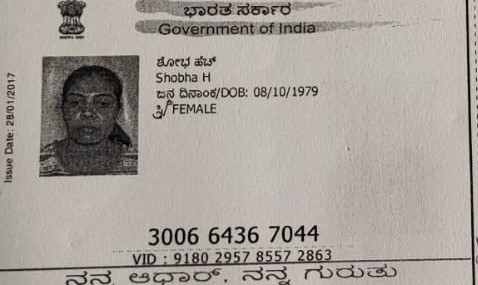 ಭಾರತ ಸರ್ಕಾರ
Government of India
ಶೋಭ ಹೆಚ್
Shobha H
ಜನ್ಮ ದಿನಾಂಕ/DOB: 08/10/1979
ಸ್ತ್ರೀ/ FEMALE
Issue Date: 28/01/2017
3006 6436 7044
VID : 9180 2957 8557 2863
ನನ್ನ ಆಧಾರ್, ನನ್ನ ಗುರುತು